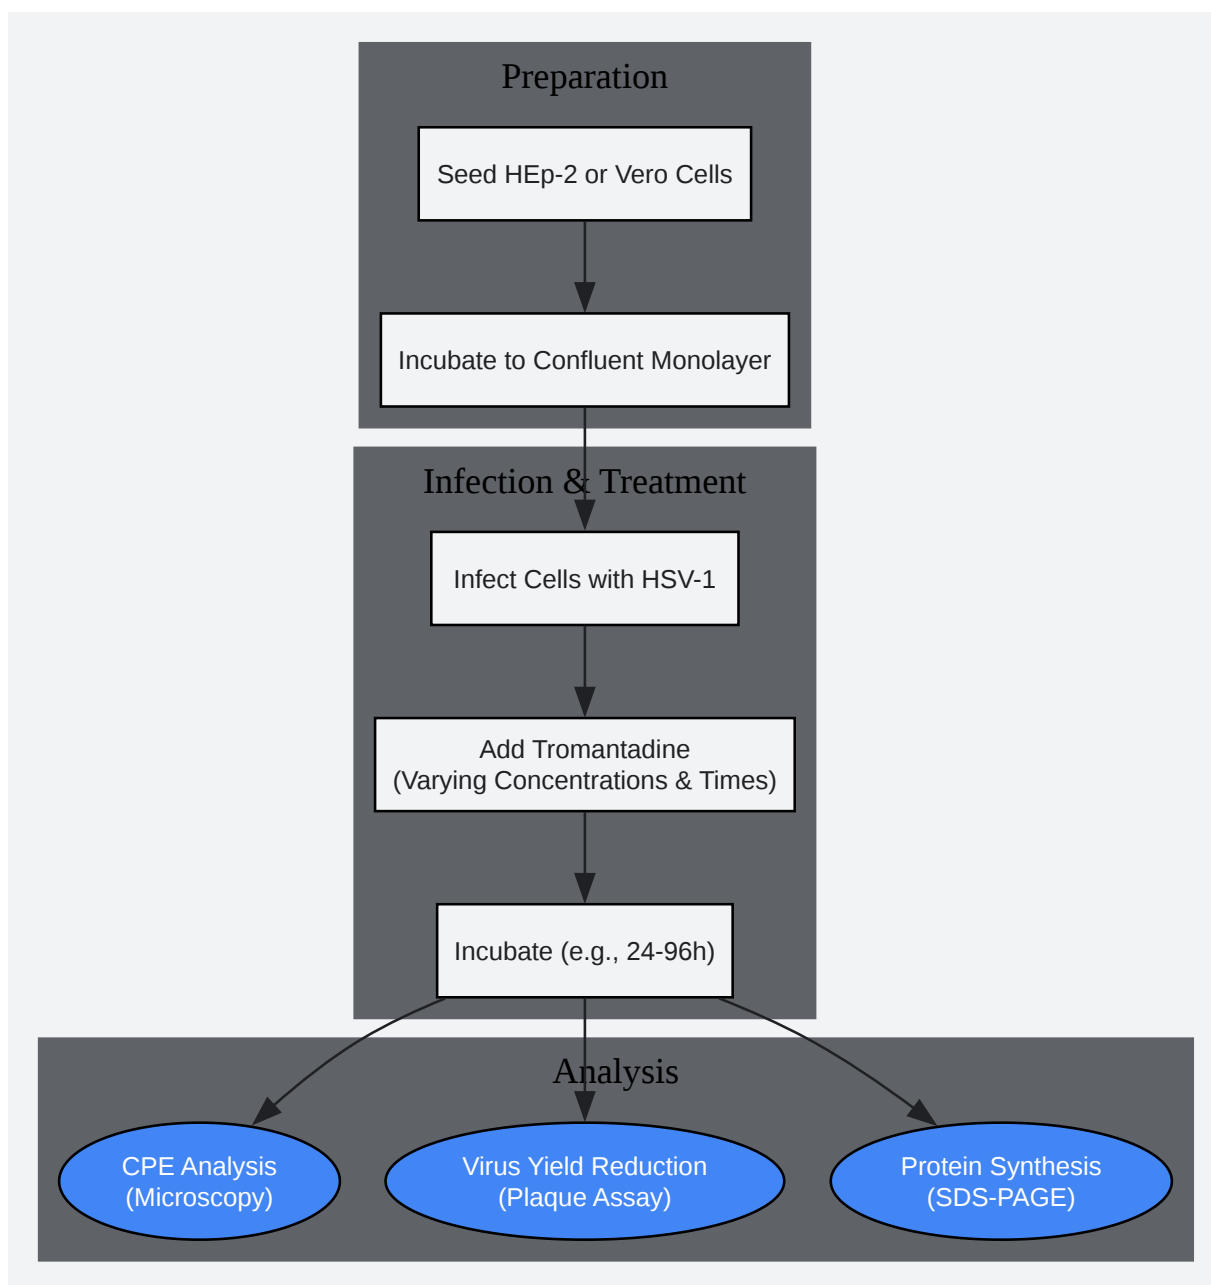 Preparation
Seed HEp-2 or Vero Cells
Incubate to Confluent Monolayer
Infection & Treatment
Infect Cells with HSV-1
Add Tromantadine
(Varying Concentrations & Times)
Incubate (e.g., 24-96h)
Analysis
CPE Analysis
(Microscopy)
Virus Yield Reduction
(Plaque Assay)
Protein Synthesis
(SDS-PAGE)